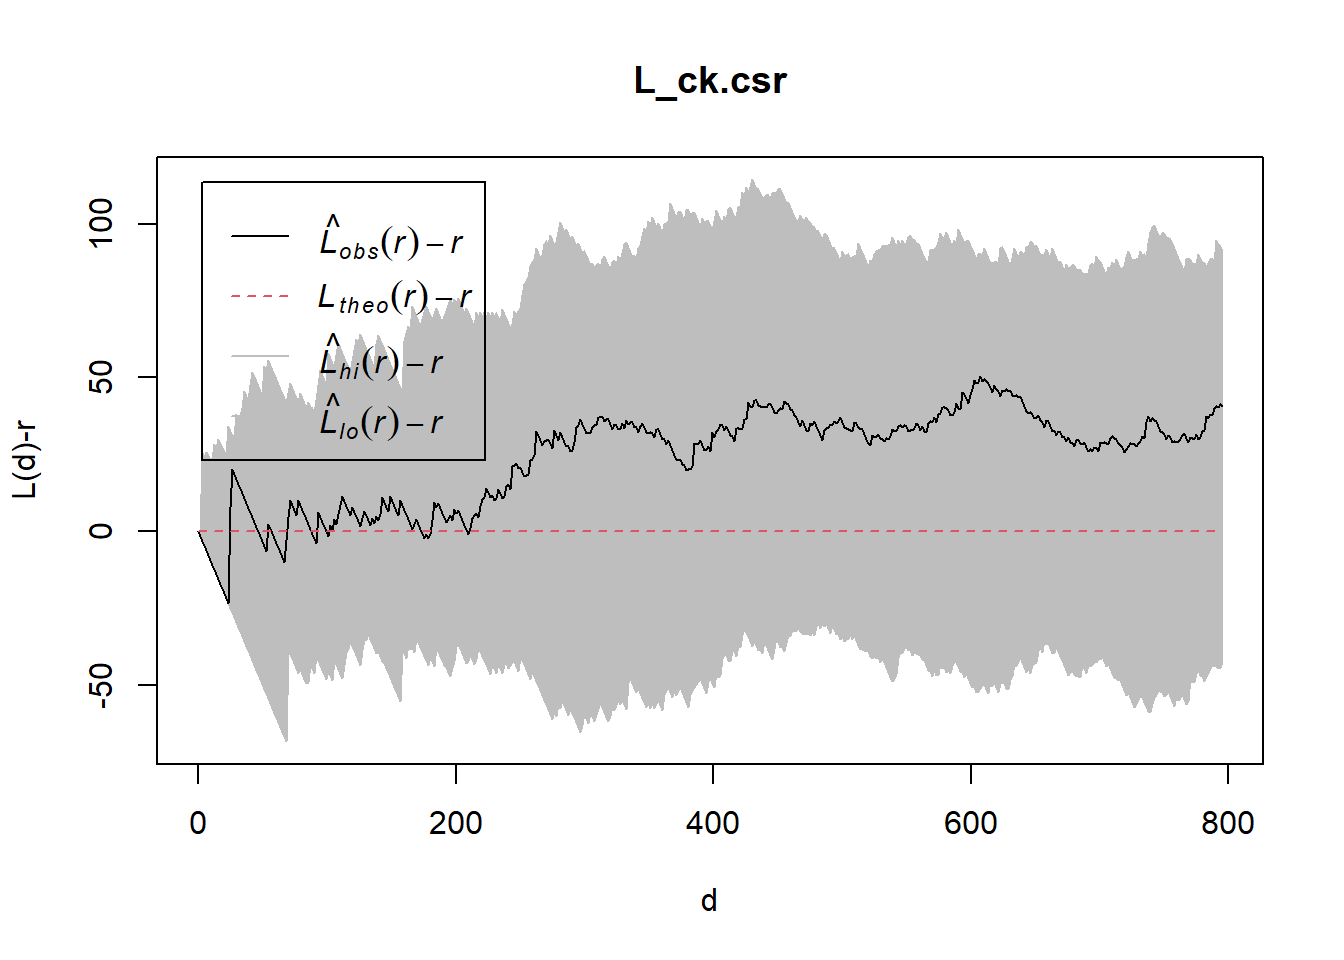 L_ck.csr
L̂obs(r) – r
Ltheo(r) – r
L̂hi(r) – r
L̂lo(r) – r
L(d)-r
100
50
0
-50
0 200 400 600 800
d